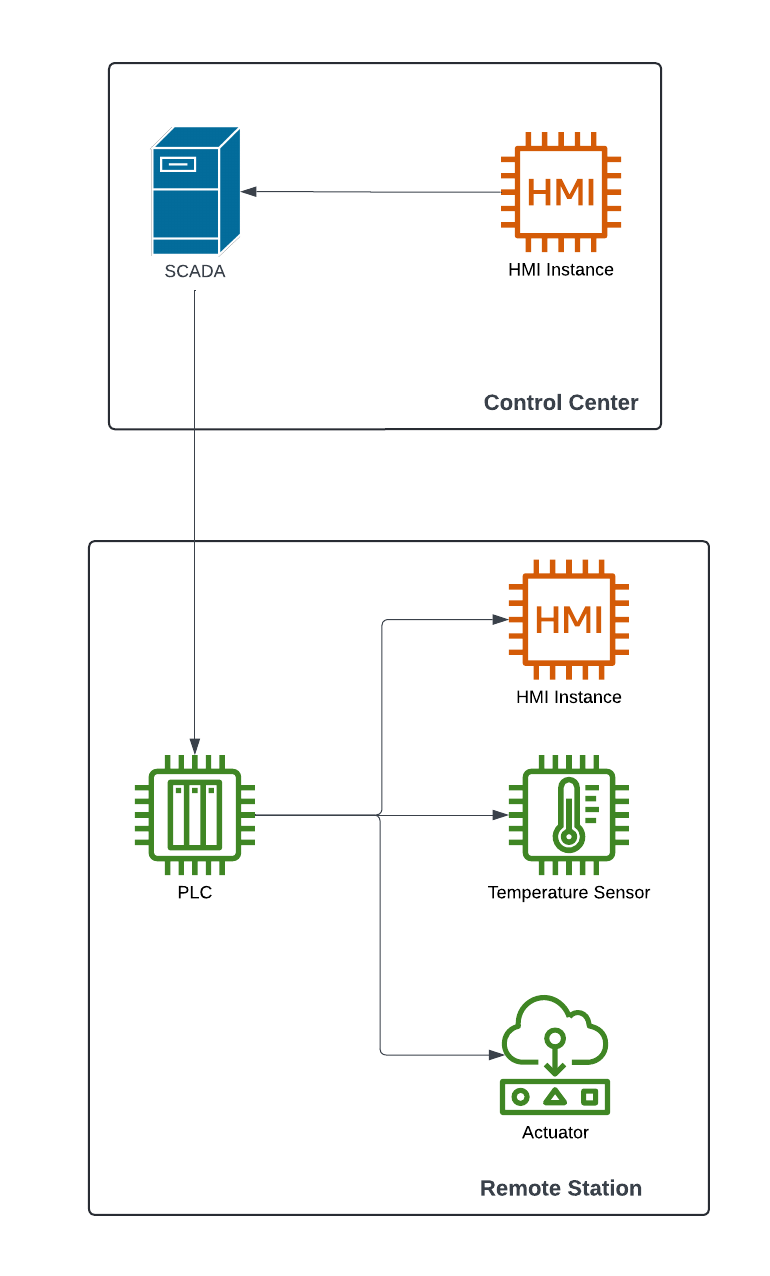 HMI
SCADA
HMI Instance
Control Center
HMI
HMI Instance
PLC
Temperature Sensor
Actuator
Remote Station